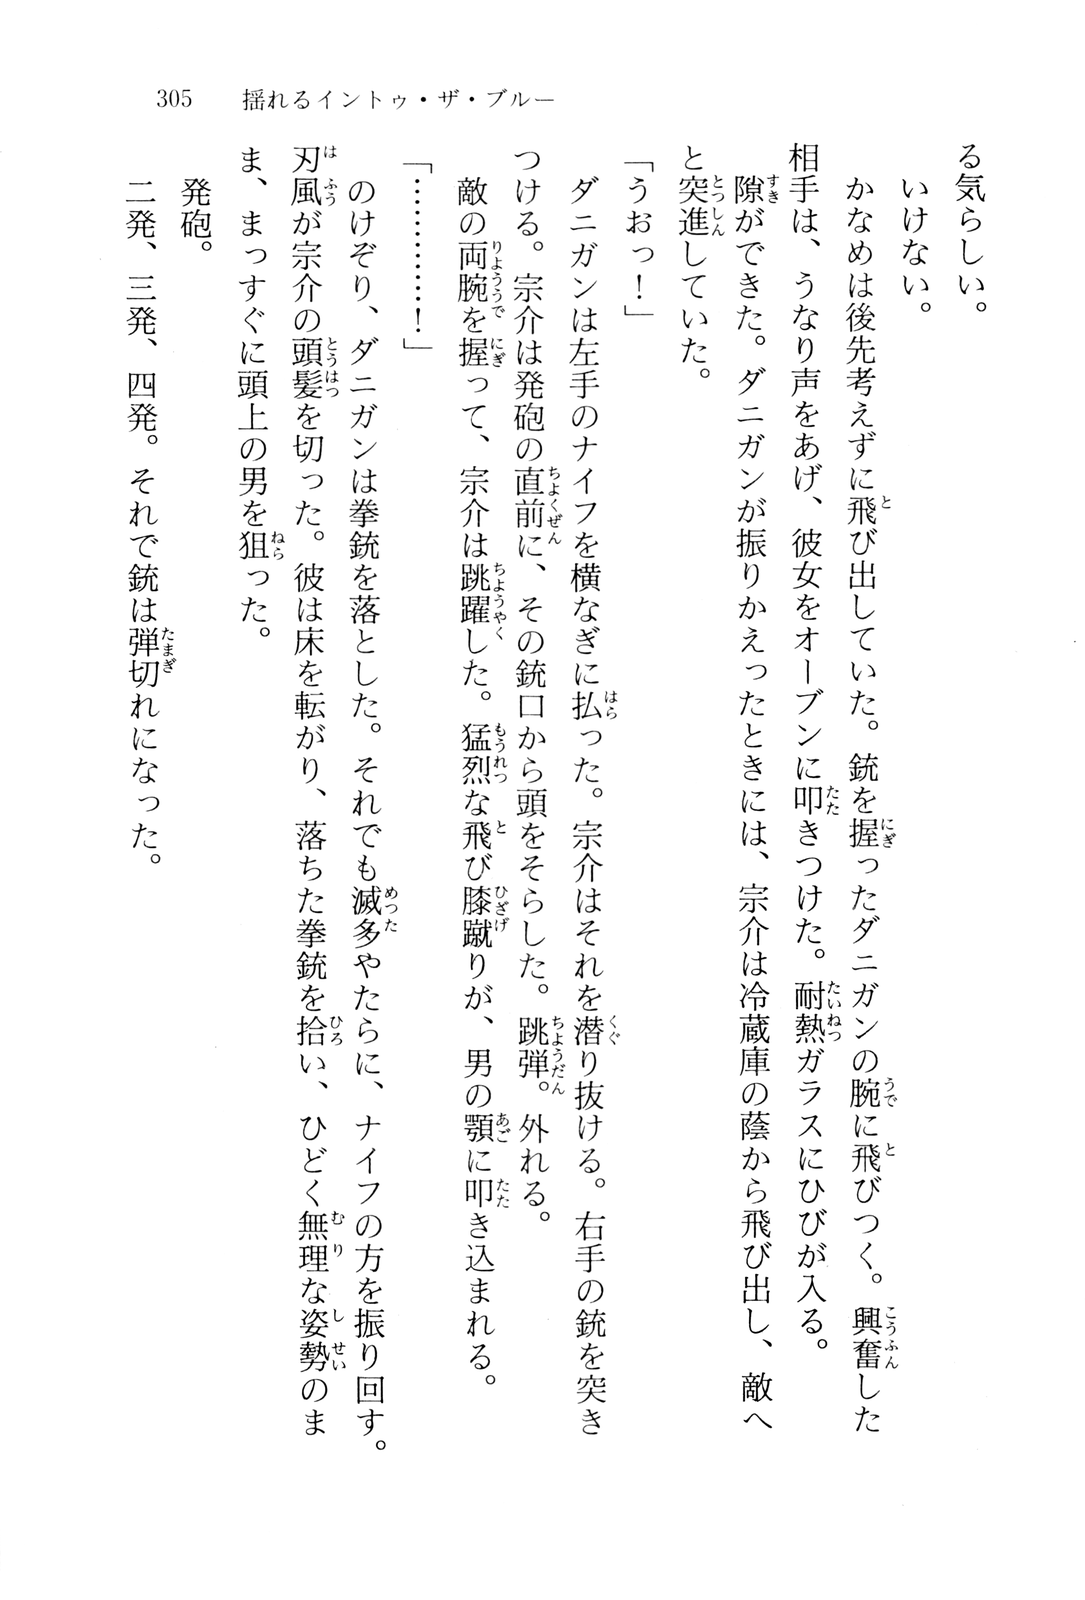 305　揺れるイントゥ・ザ・ブルー
る気らしい。
　いけない。
　かなめは後先考えずに飛び出していた。銃を握ったダニガンの腕に飛びつく。興奮した
相手は、うなり声をあげ、彼女をオーブンに叩きつけた。耐熱ガラスにひびが入る。
　隙ができた。ダニガンが振りかえったときには、宗介は冷蔵庫の蔭から飛び出し、敵へ
と突進していた。
「うおっ！」
　ダニガンは左手のナイフを横なぎに払った。宗介はそれを潜り抜ける。右手の銃を突き
つける。宗介は発砲の直前に、その銃口から頭をそらした。跳弾。外れる。
　敵の両腕を握って、宗介は跳躍した。猛烈な飛び膝蹴りが、男の顎に叩き込まれる。
「…………！」
　のけぞり、ダニガンは拳銃を落とした。それでも滅多やたらに、ナイフの方を振り回す。
刃風が宗介の頭髪を切った。彼は床を転がり、落ちた拳銃を拾い、ひどく無理な姿勢のま
ま、まっすぐに頭上の男を狙った。
　発砲。
　二発、三発、四発。それで銃は弾切れになった。